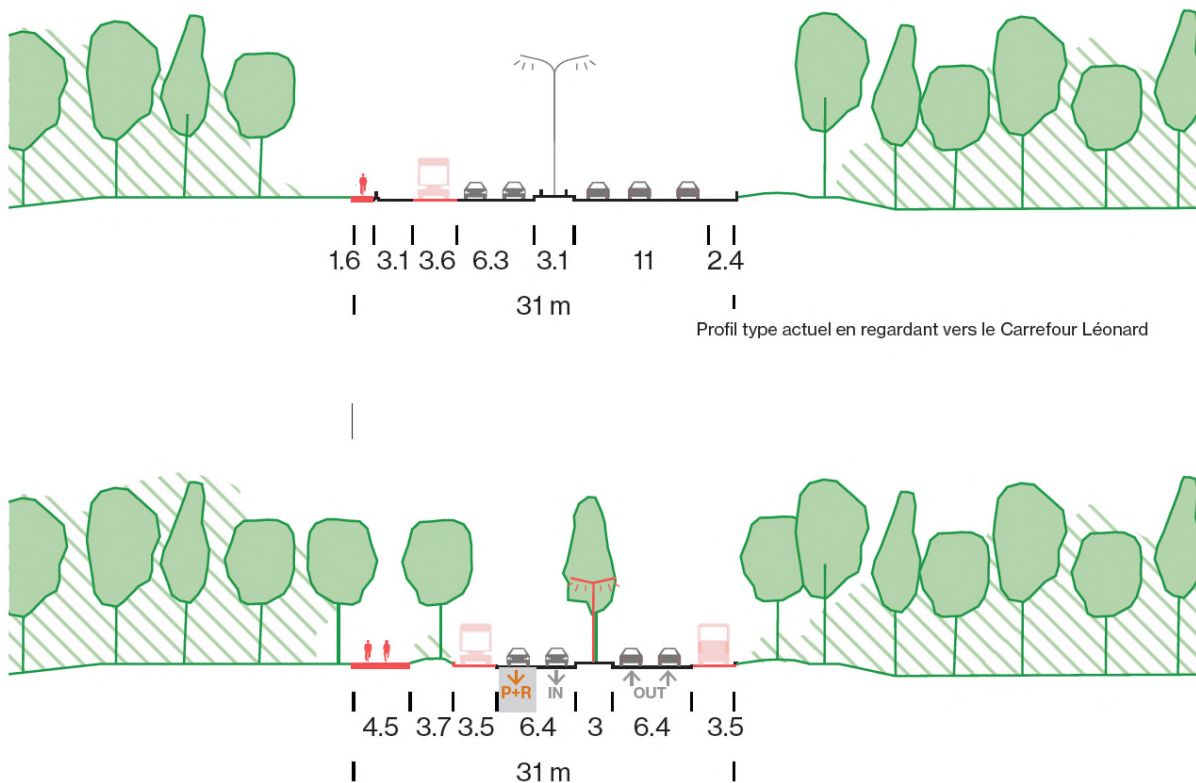 1.6 3.1 3.6 6.3 3.1 11 2.4
31 m
Profil type actuel en regardant vers le Carrefour Léonard
P+R IN OUT
4.5 3.7 3.5 6.4 3 6.4 3.5
31 m